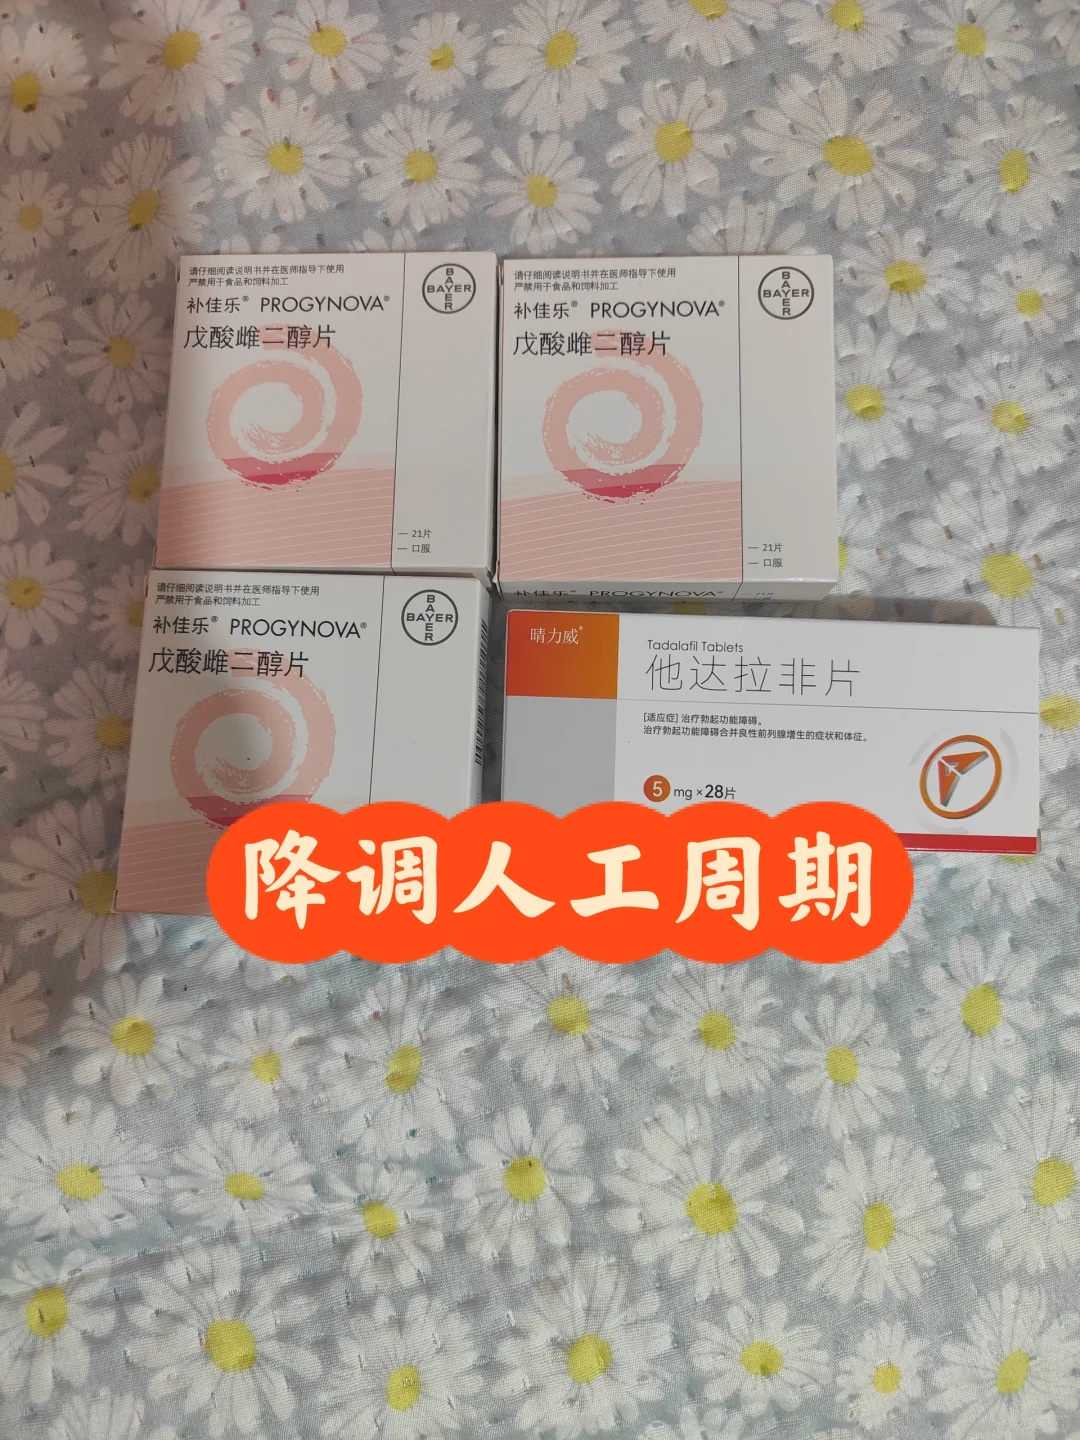 请仔细阅读说明书并在医师指导下使用
严禁用于食品和饲料加工
补佳乐® PROGYNOVA®
戊酸雌二醇片
BAYER
BAYER
— 21片
— 口服
请仔细阅读说明书并在医师指导下使用
严禁用于食品和饲料加工
补佳乐® PROGYNOVA®
戊酸雌二醇片
BAYER
BAYER
— 21片
— 口服
补佳乐® PROGYNOVA®
请仔细阅读说明书并在医师指导下使用
严禁用于食品和饲料加工
补佳乐® PROGYNOVA®
戊酸雌二醇片
BAYER
BAYER
晴力威®
Tadalafil Tablets
他达拉非片
[适应症] 治疗勃起功能障碍。
治疗勃起功能障碍合并良性前列腺增生的症状和体征。
5 mg×28片
降调人工周期